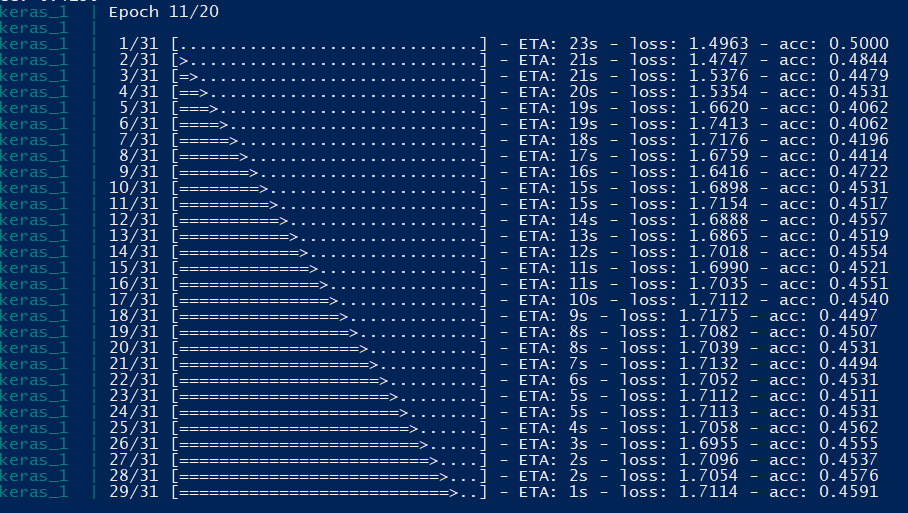 keras_1 | Epoch 11/20
keras_1 |
keras_1 | 1/31 [..............................] - ETA: 23s - loss: 1.4963 - acc: 0.5000
keras_1 | 2/31 [>.............................] - ETA: 21s - loss: 1.4747 - acc: 0.4844
keras_1 | 3/31 [=>............................] - ETA: 21s - loss: 1.5376 - acc: 0.4479
keras_1 | 4/31 [==>...........................] - ETA: 20s - loss: 1.5354 - acc: 0.4531
keras_1 | 5/31 [===>..........................] - ETA: 19s - loss: 1.6620 - acc: 0.4062
keras_1 | 6/31 [====>.........................] - ETA: 19s - loss: 1.7413 - acc: 0.4062
keras_1 | 7/31 [=====>........................] - ETA: 18s - loss: 1.7176 - acc: 0.4196
keras_1 | 8/31 [======>.......................] - ETA: 17s - loss: 1.6759 - acc: 0.4414
keras_1 | 9/31 [=======>......................] - ETA: 16s - loss: 1.6416 - acc: 0.4722
keras_1 | 10/31 [========>.....................] - ETA: 15s - loss: 1.6898 - acc: 0.4531
keras_1 | 11/31 [=========>....................] - ETA: 15s - loss: 1.7154 - acc: 0.4517
keras_1 | 12/31 [==========>...................] - ETA: 14s - loss: 1.6888 - acc: 0.4557
keras_1 | 13/31 [===========>..................] - ETA: 13s - loss: 1.6865 - acc: 0.4519
keras_1 | 14/31 [============>.................] - ETA: 12s - loss: 1.7018 - acc: 0.4554
keras_1 | 15/31 [=============>................] - ETA: 11s - loss: 1.6990 - acc: 0.4521
keras_1 | 16/31 [==============>...............] - ETA: 11s - loss: 1.7035 - acc: 0.4551
keras_1 | 17/31 [===============>..............] - ETA: 10s - loss: 1.7112 - acc: 0.4540
keras_1 | 18/31 [================>.............] - ETA: 9s - loss: 1.7175 - acc: 0.4497
keras_1 | 19/31 [=================>............] - ETA: 8s - loss: 1.7082 - acc: 0.4507
keras_1 | 20/31 [==================>...........] - ETA: 8s - loss: 1.7039 - acc: 0.4531
keras_1 | 21/31 [===================>..........] - ETA: 7s - loss: 1.7132 - acc: 0.4494
keras_1 | 22/31 [====================>.........] - ETA: 6s - loss: 1.7052 - acc: 0.4531
keras_1 | 23/31 [=====================>........] - ETA: 5s - loss: 1.7112 - acc: 0.4511
keras_1 | 24/31 [======================>.......] - ETA: 5s - loss: 1.7113 - acc: 0.4531
keras_1 | 25/31 [=======================>......] - ETA: 4s - loss: 1.7058 - acc: 0.4562
keras_1 | 26/31 [========================>.....] - ETA: 3s - loss: 1.6955 - acc: 0.4555
keras_1 | 27/31 [=========================>....] - ETA: 2s - loss: 1.7096 - acc: 0.4537
keras_1 | 28/31 [==========================>...] - ETA: 2s - loss: 1.7054 - acc: 0.4576
keras_1 | 29/31 [===========================>..] - ETA: 1s - loss: 1.7114 - acc: 0.4591